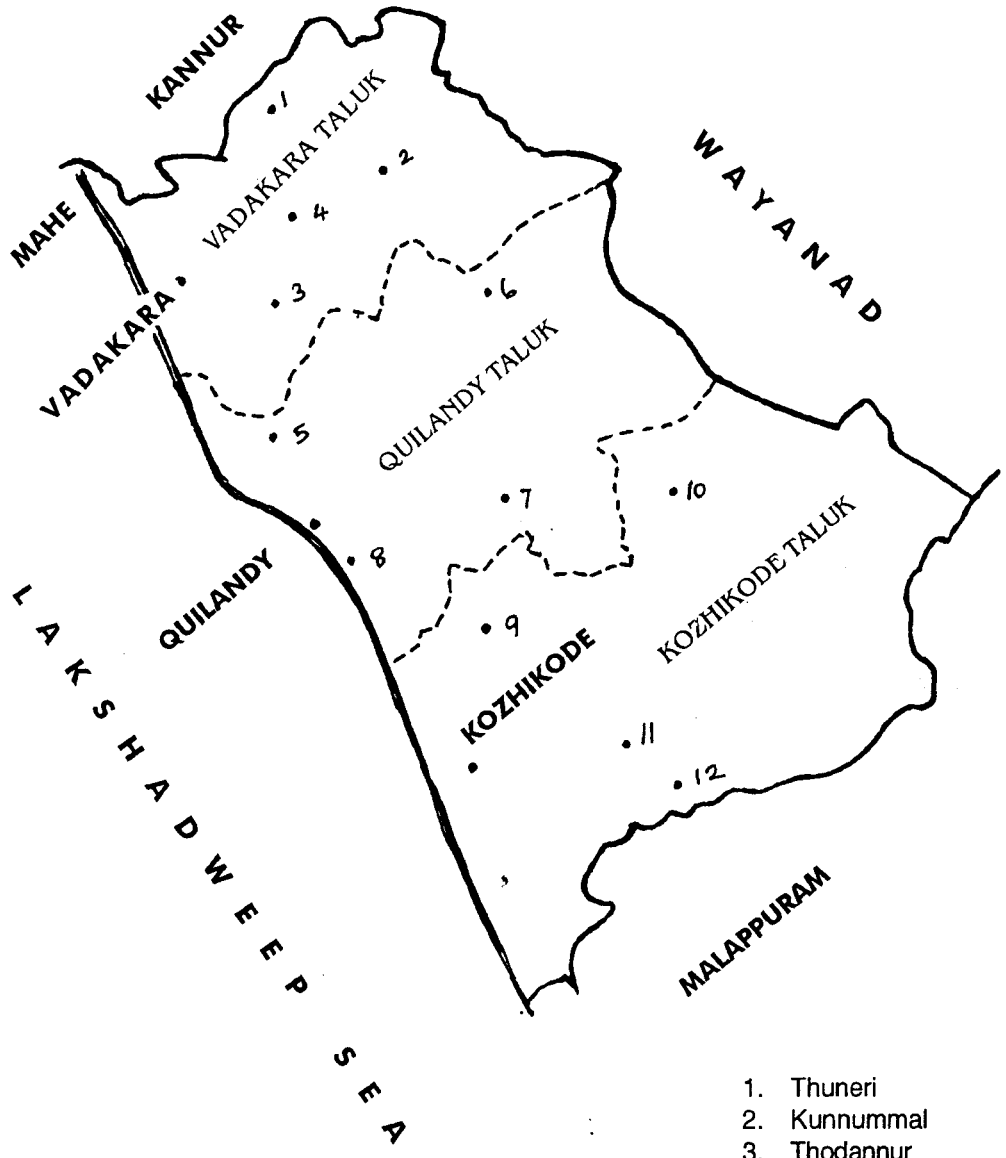 KANNUR
1
VADAKARA TALUK
2
WAYANAD
MAHE
4
3
6
VADAKARA
QUILANDY TALUK
5
7
10
8
KOZHIKODE TALUK
QUILANDY
9
KOZHIKODE
LAKSHADWEEP SEA
11
12
MALAPPURAM
1. Thuneri
2. Kunnummal
3. Thodannur